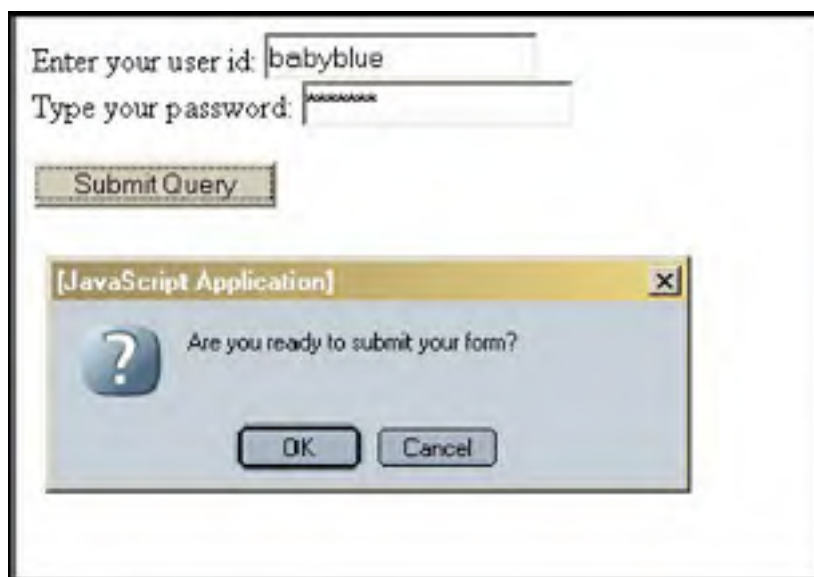 Enter your user id: babyblue
Type your password: *******
Submit Query
[JavaScript Application]
?
Are you ready to submit your form?
OK Cancel